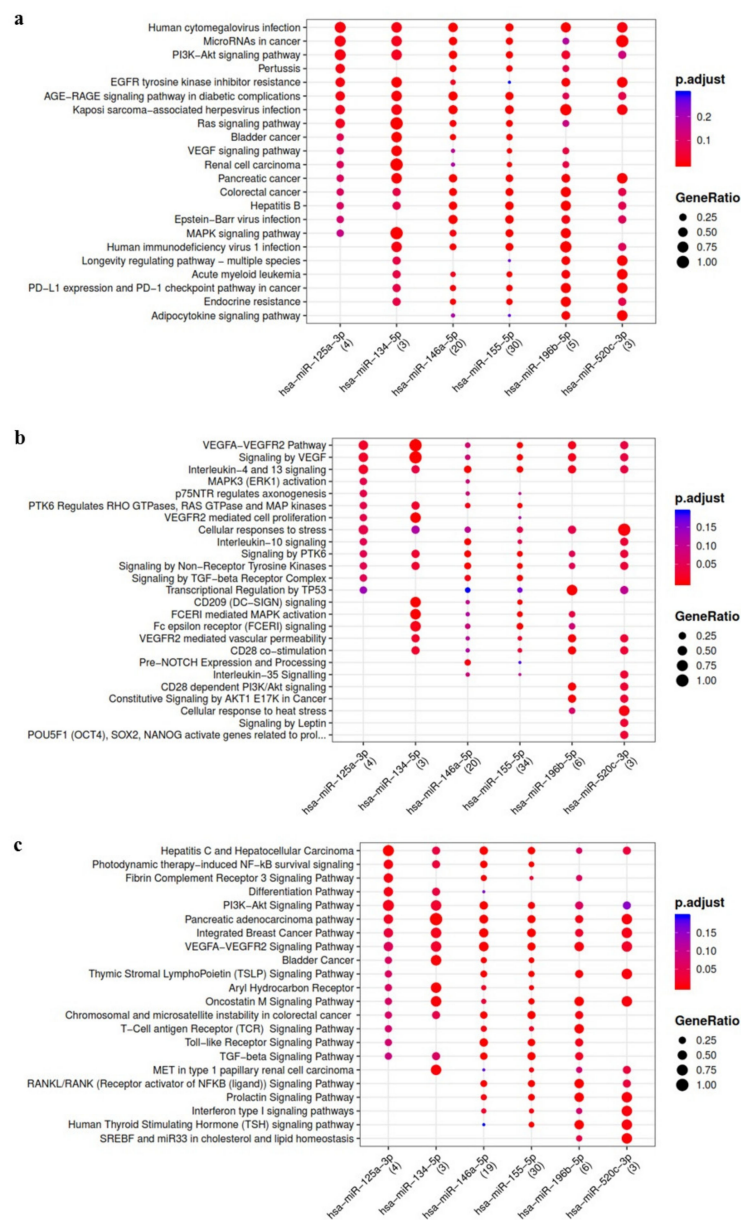 a
Human cytomegalovirus infection
MicroRNAs in cancer
PI3K−Akt signaling pathway
Pertussis
EGFR tyrosine kinase inhibitor resistance
AGE−RAGE signaling pathway in diabetic complications
Kaposi sarcoma−associated herpesvirus infection
Ras signaling pathway
Bladder cancer
VEGF signaling pathway
Renal cell carcinoma
Pancreatic cancer
Colorectal cancer
Hepatitis B
Epstein−Barr virus infection
MAPK signaling pathway
Human immunodeficiency virus 1 infection
Longevity regulating pathway − multiple species
Acute myeloid leukemia
PD−L1 expression and PD−1 checkpoint pathway in cancer
Endocrine resistance
Adipocytokine signaling pathway
hsa−miR−125a−3p
(4)
hsa−miR−134−5p
(3)
hsa−miR−146a−5p
(20)
hsa−miR−155−5p
(30)
hsa−miR−196b−5p
(5)
hsa−miR−520c−3p
(3)
p.adjust
0.2
0.1
GeneRatio
0.25
0.50
0.75
1.00
b
VEGFA−VEGFR2 Pathway
Signaling by VEGF
Interleukin−4 and 13 signaling
MAPK3 (ERK1) activation
p75NTR regulates axonogenesis
PTK6 Regulates RHO GTPases, RAS GTPase and MAP kinases
VEGFR2 mediated cell proliferation
Cellular responses to stress
Interleukin−10 signaling
Signaling by PTK6
Signaling by Non−Receptor Tyrosine Kinases
Signaling by TGF−beta Receptor Complex
Transcriptional Regulation by TP53
CD209 (DC−SIGN) signaling
FCERI mediated MAPK activation
Fc epsilon receptor (FCERI) signaling
VEGFR2 mediated vascular permeability
CD28 co−stimulation
Pre−NOTCH Expression and Processing
Interleukin−35 Signalling
CD28 dependent PI3K/Akt signaling
Constitutive Signaling by AKT1 E17K in Cancer
Cellular response to heat stress
Signaling by Leptin
POU5F1 (OCT4), SOX2, NANOG activate genes related to prol...
hsa−miR−125a−3p
(4)
hsa−miR−134−5p
(3)
hsa−miR−146a−5p
(20)
hsa−miR−155−5p
(34)
hsa−miR−196b−5p
(6)
hsa−miR−520c−3p
(3)
p.adjust
0.15
0.10
0.05
GeneRatio
0.25
0.50
0.75
1.00
c
Hepatitis C and Hepatocellular Carcinoma
Photodynamic therapy−induced NF−kB survival signaling
Fibrin Complement Receptor 3 Signaling Pathway
Differentiation Pathway
PI3K−Akt Signaling Pathway
Pancreatic adenocarcinoma pathway
Integrated Breast Cancer Pathway
VEGFA−VEGFR2 Signaling Pathway
Bladder Cancer
Thymic Stromal LymphoPoietin (TSLP) Signaling Pathway
Aryl Hydrocarbon Receptor
Oncostatin M Signaling Pathway
Chromosomal and microsatellite instability in colorectal cancer
T−Cell antigen Receptor (TCR) Signaling Pathway
Toll−like Receptor Signaling Pathway
TGF−beta Signaling Pathway
MET in type 1 papillary renal cell carcinoma
RANKL/RANK (Receptor activator of NFKB (ligand)) Signaling Pathway
Prolactin Signaling Pathway
Interferon type I signaling pathways
Human Thyroid Stimulating Hormone (TSH) signaling pathway
SREBF and miR33 in cholesterol and lipid homeostasis
hsa−miR−125a−3p
(4)
hsa−miR−134−5p
(3)
hsa−miR−146a−5p
(19)
hsa−miR−155−5p
(30)
hsa−miR−196b−5p
(6)
hsa−miR−520c−3p
(3)
p.adjust
0.15
0.10
0.05
GeneRatio
0.25
0.50
0.75
1.00